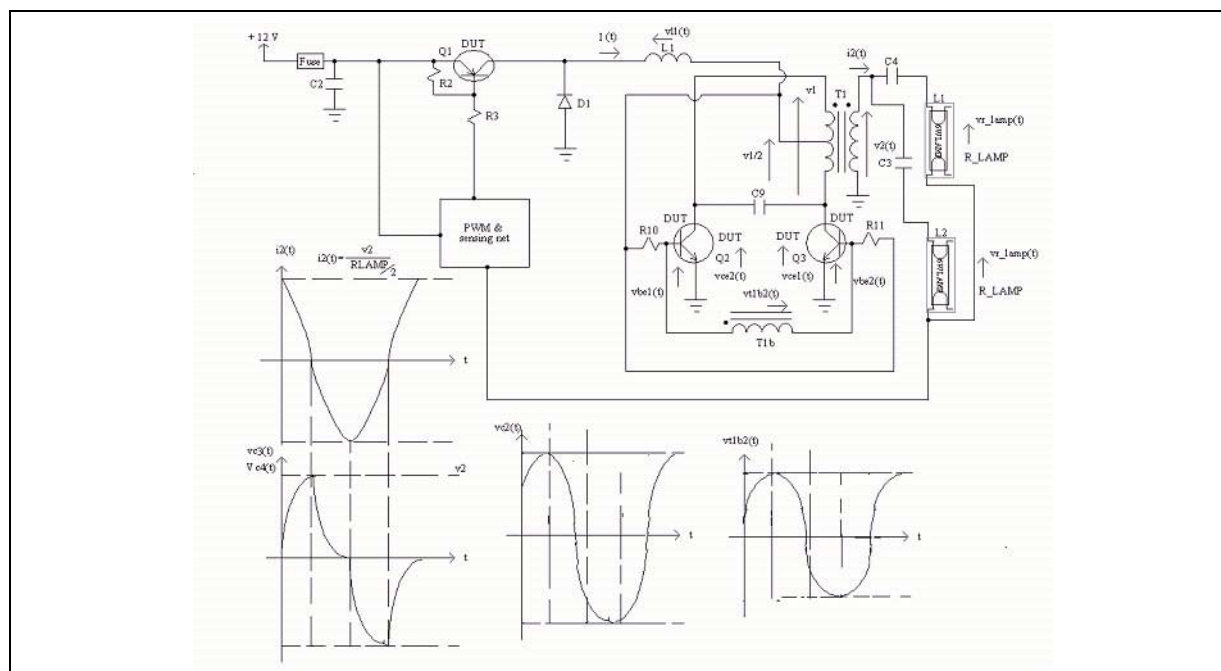 + 12 V
Fuse
C2
Q1
DUT
R2
R3
I (t)
vl1(t)
L1
D1
i2(t)
C4
T1
v1
v1/2
v2(t)
C3
L1
vr_lamp(t)
R_LAMP
C9
DUT
DUT
R10
R11
DUT
DUT
Q2
Q3
vce2(t)
vce1(t)
vbe1(t)
vbe2(t)
vt1b2(t)
T1b
L2
vr_lamp(t)
R_LAMP
PWM &
sensing net
i2(t)
i2(t)= v2
RLAMP/2
t
vc3(t)
Vc4(t)
v2
t
vc2(t)
t
vt1b2(t)
t